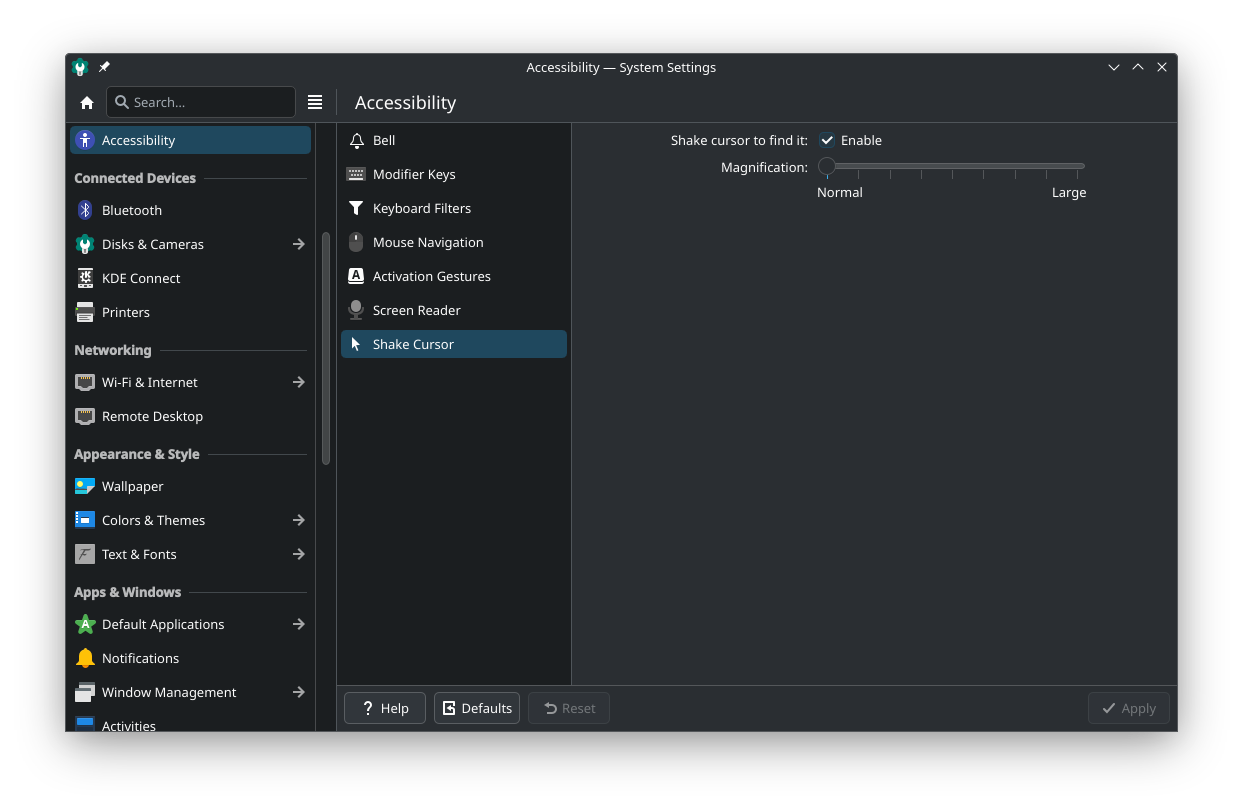 Accessibility — System Settings
Search...
Accessibility
Accessibility
Connected Devices
Bluetooth
Disks & Cameras
KDE Connect
Printers
Networking
Wi-Fi & Internet
Remote Desktop
Appearance & Style
Wallpaper
Colors & Themes
Text & Fonts
Apps & Windows
Default Applications
Notifications
Window Management
Activities
Bell
Modifier Keys
Keyboard Filters
Mouse Navigation
Activation Gestures
Screen Reader
Shake Cursor
Shake cursor to find it: Enable
Magnification:
Normal Large
Help Defaults Reset Apply